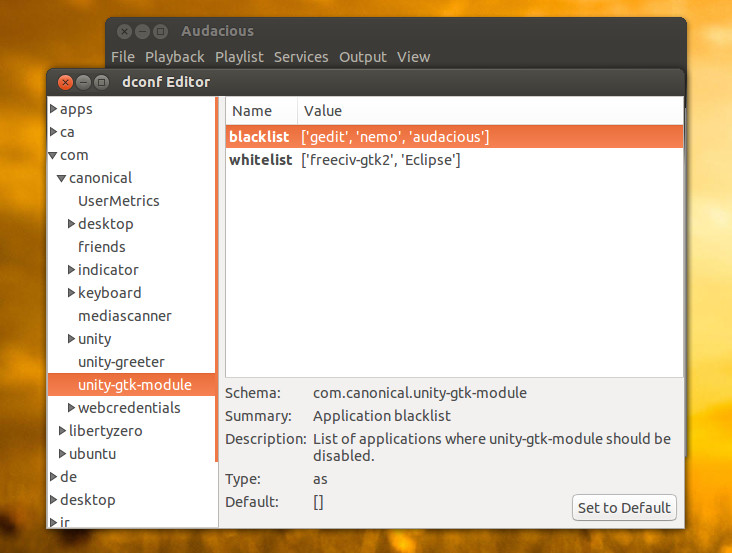 Audacious
File Playback Playlist Services Output View
dconf Editor
apps
ca
com
canonical
UserMetrics
desktop
friends
indicator
keyboard
mediascanner
unity
unity-greeter
unity-gtk-module
webcredentials
libertyzero
ubuntu
de
desktop
ir
Name Value
blacklist ['gedit', 'nemo', 'audacious']
whitelist ['freeciv-gtk2', 'Eclipse']
Schema: com.canonical.unity-gtk-module
Summary: Application blacklist
Description: List of applications where unity-gtk-module should be
disabled.
Type: as
Default: []
Set to Default